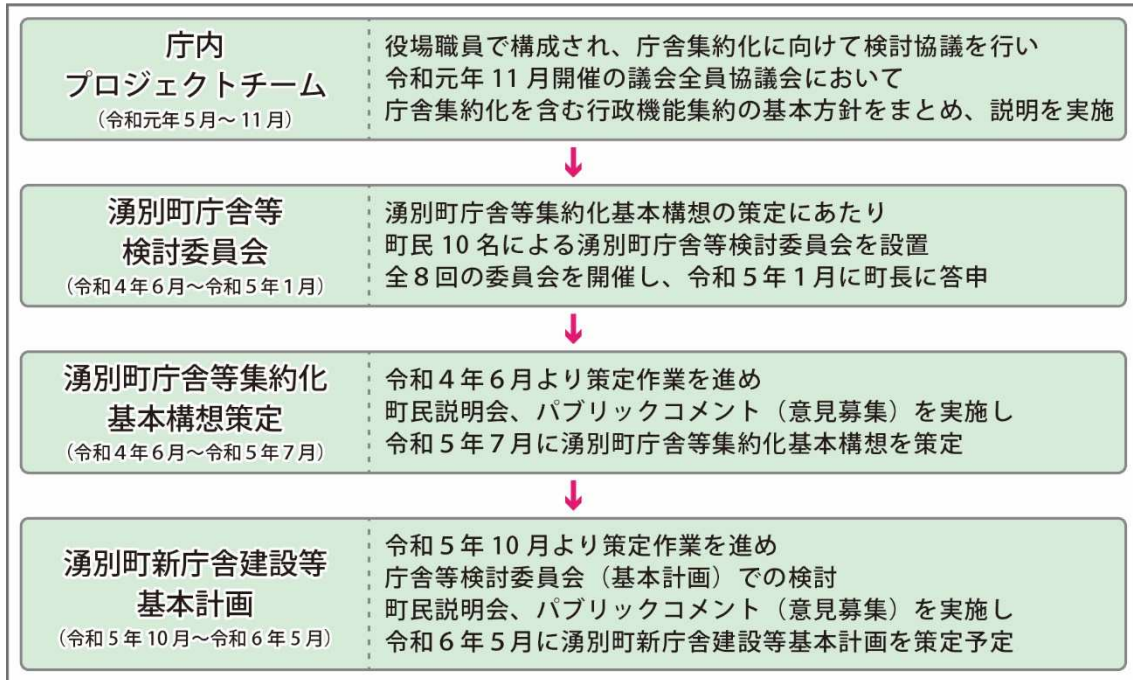 庁内
プロジェクトチーム
（令和元年5月～11月）
役場職員で構成され、庁舎集約化に向けて検討協議を行い
令和元年11月開催の議会全員協議会において
庁舎集約化を含む行政機能集約の基本方針をまとめ、説明を実施
↓
湧別町庁舎等
検討委員会
（令和4年6月～令和5年1月）
湧別町庁舎等集約化基本構想の策定にあたり
町民10名による湧別町庁舎等検討委員会を設置
全8回の委員会を開催し、令和5年1月に町長に答申
↓
湧別町庁舎等集約化
基本構想策定
（令和4年6月～令和5年7月）
令和4年6月より策定作業を進め
町民説明会、パブリックコメント（意見募集）を実施し
令和5年7月に湧別町庁舎等集約化基本構想を策定
↓
湧別町新庁舎建設等
基本計画
（令和5年10月～令和6年5月）
令和5年10月より策定作業を進め
庁舎等検討委員会（基本計画）での検討
町民説明会、パブリックコメント（意見募集）を実施し
令和6年5月に湧別町新庁舎建設等基本計画を策定予定